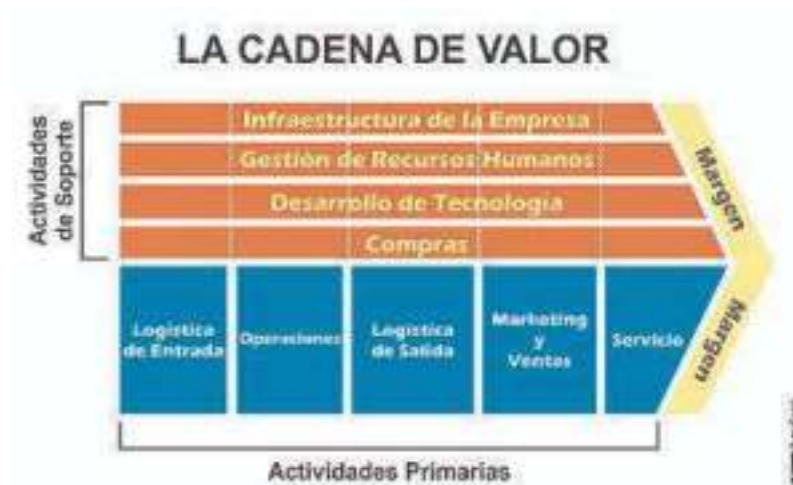 LA CADENA DE VALOR
Actividades
de Soporte
Infraestructura de la Empresa
Gestión de Recursos Humanos
Desarrollo de Tecnología
Compras
Margen
Logística
de Entrada
Operaciones
Logística
de Salida
Marketing
y
Ventas
Servicio
Margen
Actividades Primarias